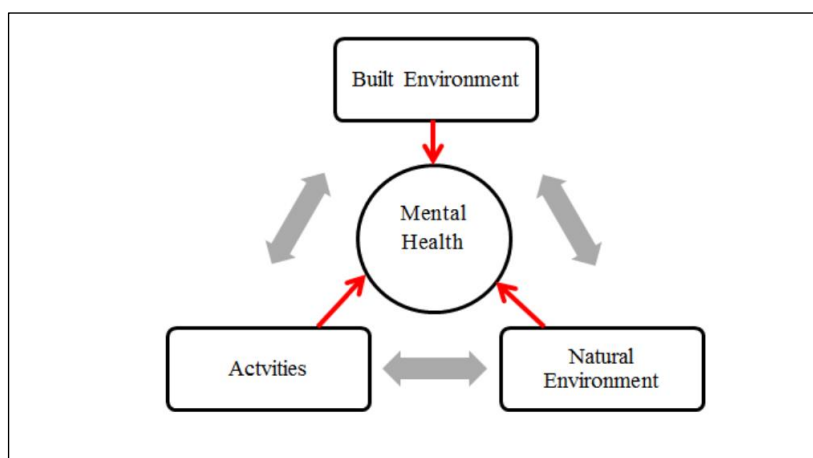 Built Environment
Mental
Health
Actvities
Natural
Environment